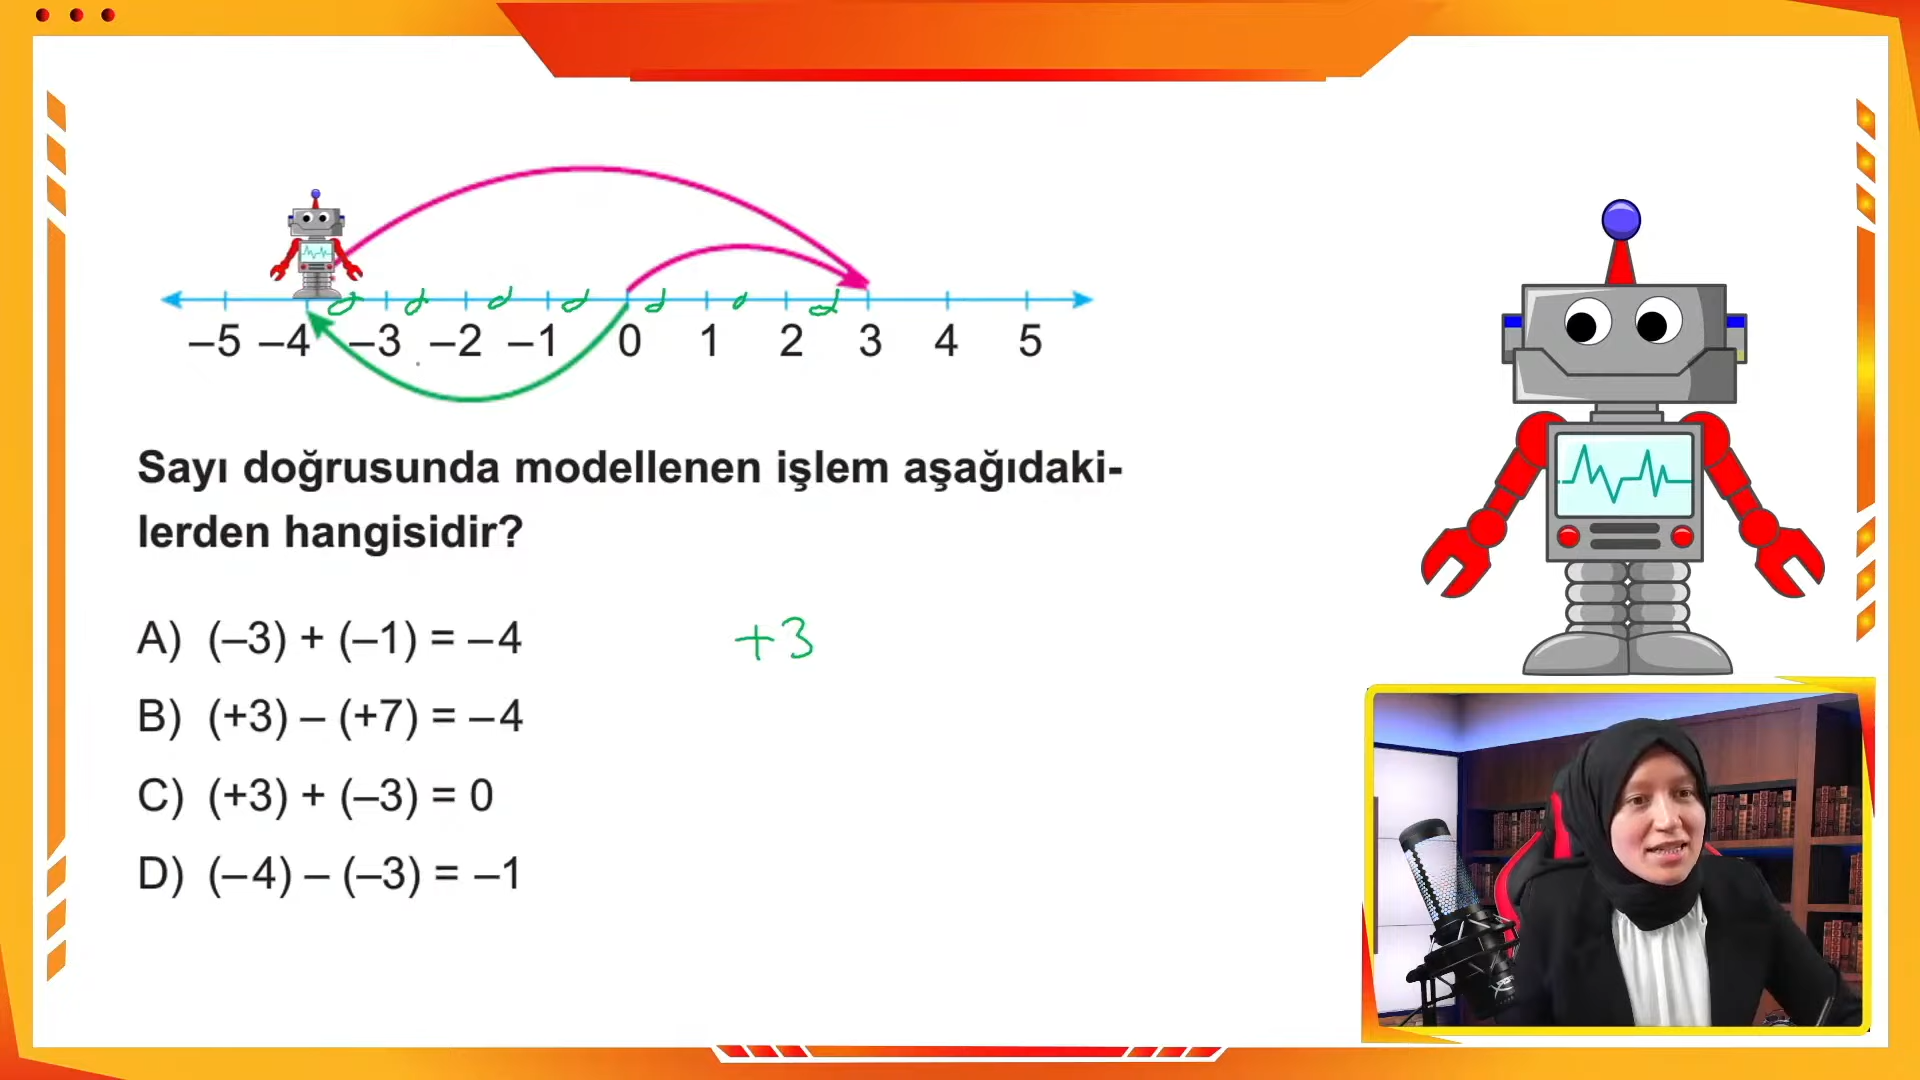 –5 –4 –3 –2 –1 0 1 2 3 4 5
Sayı doğrusunda modellenen işlem aşağıdaki-
lerden hangisidir?
A) (–3) + (–1) = –4
+3
B) (+3) – (+7) = –4
C) (+3) + (–3) = 0
D) (–4) – (–3) = –1